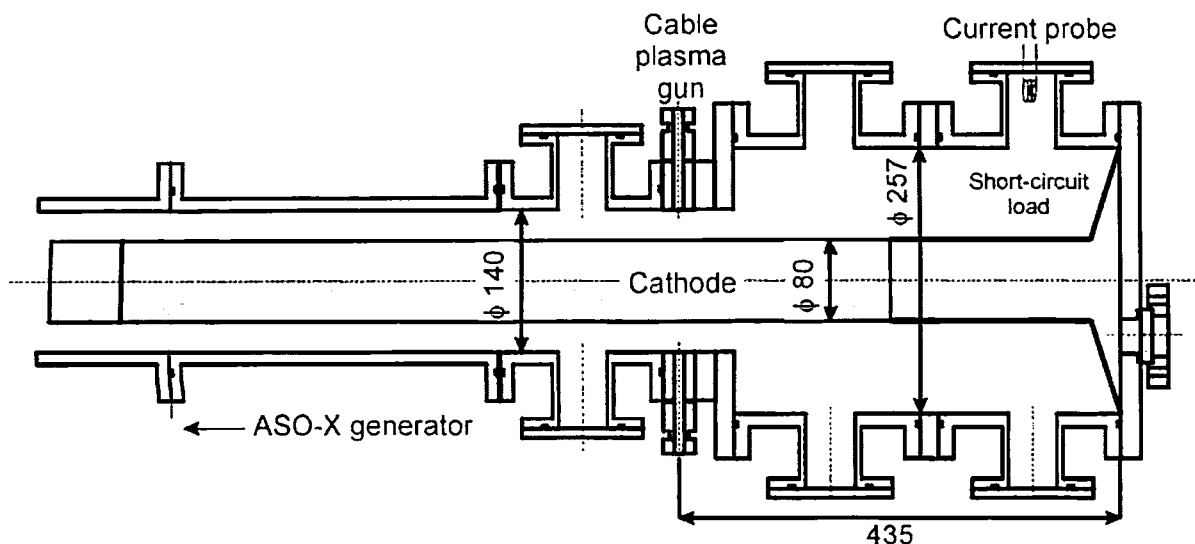 Cable
plasma
gun
Current probe
Short-circuit
load
ϕ 257
ϕ 140
Cathode
ϕ 80
← ASO-X generator
435